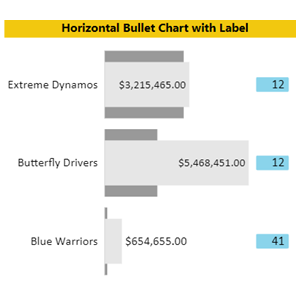 Horizontal Bullet Chart with Label
Extreme Dynamos $3,215,465.00 12
Butterfly Drivers $5,468,451.00 12
Blue Warriors $654,655.00 41